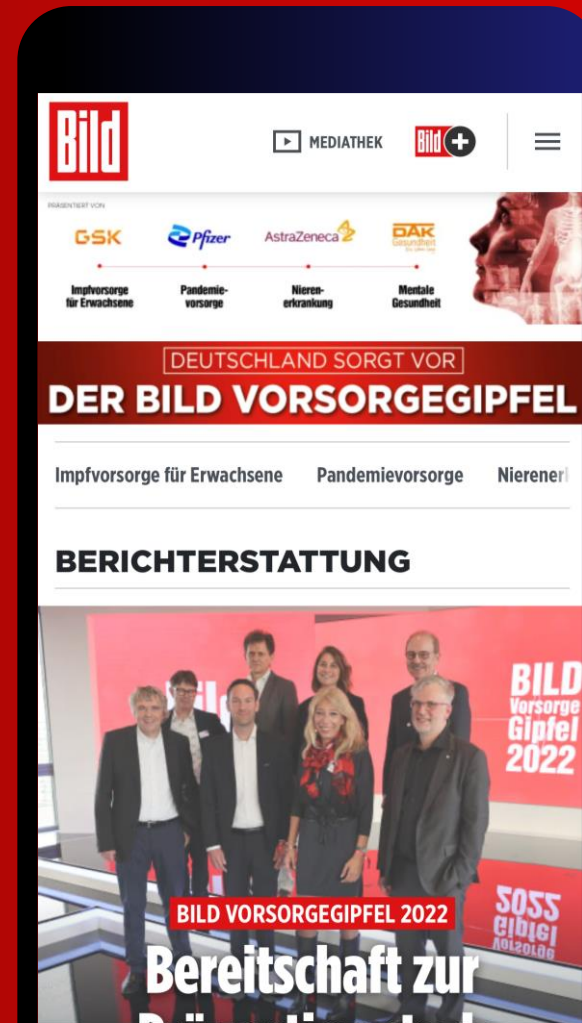 Bild
MEDIATHEK
Bild+
PRÄSENTIERT VON
GSK
Pfizer
AstraZeneca
DAK
Gesundheit
Impfvorsorge
für Erwachsene
Pandemie-
vorsorge
Nieren-
erkrankung
Mentale
Gesundheit
DEUTSCHLAND SORGT VOR
DER BILD VORSORGEGIPFEL
Impfvorsorge für Erwachsene Pandemievorsorge
BERICHTERSTATTUNG
BILD
Vorsorge
Gipfel
2022
BILD VORSORGEGIPFEL 2022
Bereitschaft zur